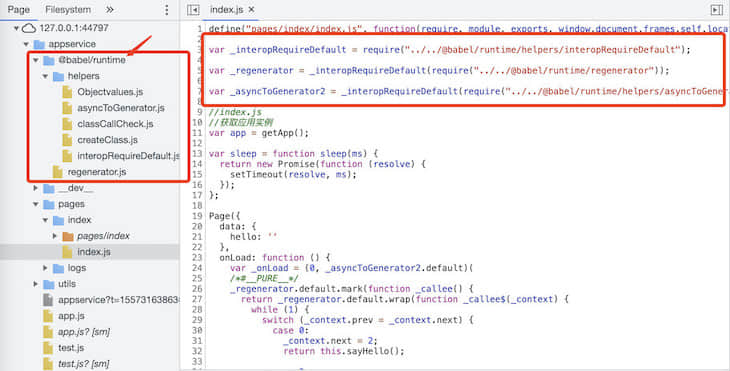 Page
Filesystem
»
127.0.0.1:44797
appservice
@babel/runtime
helpers
Objectvalues.js
asyncToGenerator.js
classCallCheck.js
createClass.js
interopRequireDefault.js
regenerator.js
__dev__
pages
index
pages/index
index.js
logs
utils
appservice?t=155731638638
app.js
app.js? [sm]
test.js
test.js? [sm]
index.js ×
1 define("pages/index/index.js", function(require, module, exports, window,document,frames,self,loca
2
3 var _interopRequireDefault = require("../../@babel/runtime/helpers/interopRequireDefault");
4
5 var _regenerator = _interopRequireDefault(require("../../@babel/runtime/regenerator"));
6
7 var _asyncToGenerator2 = _interopRequireDefault(require("../../@babel/runtime/helpers/asyncToGenera
8
9 //index.js
10 //获取应用实例
11 var app = getApp();
12
13 var sleep = function sleep(ms) {
14 return new Promise(function (resolve) {
15 setTimeout(resolve, ms);
16 });
17 };
18
19 Page({
20 data: {
21 hello: ''
22 },
23 onLoad: function () {
24 var _onLoad = (0, _asyncToGenerator2.default)(
25 /*#__PURE__*/
26 _regenerator.default.mark(function _callee() {
27 return _regenerator.default.wrap(function _callee$(_context) {
28 while (1) {
29 switch (_context.prev = _context.next) {
30 case 0:
31 _context.next = 2;
32 return this.sayHello();
33